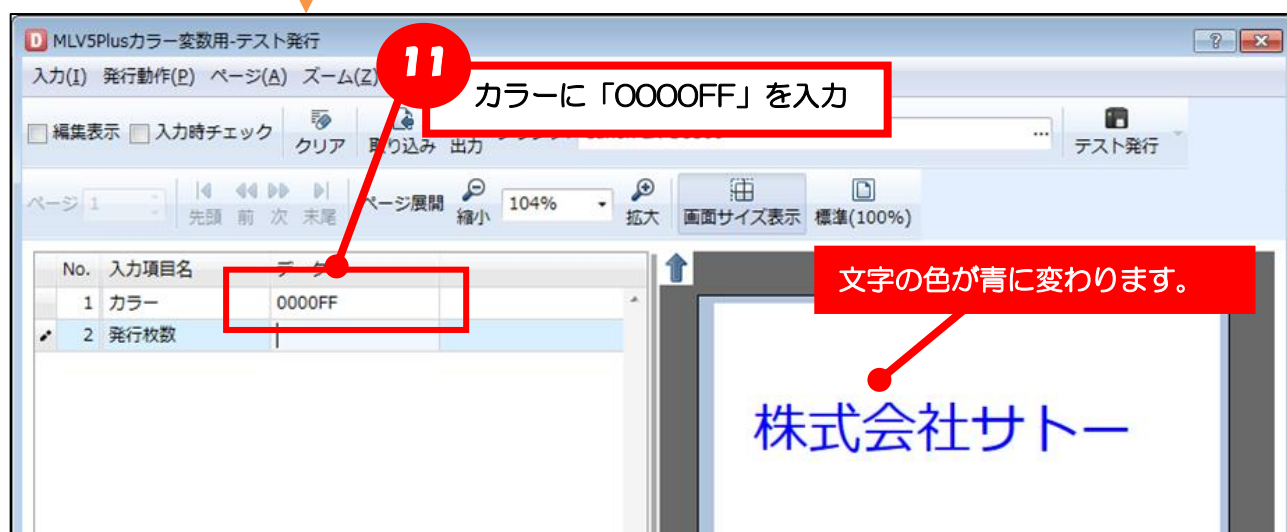 MLV5Plusカラー変数用-テスト発行
入力(I) 発行動作(P) ページ(A) ズーム(Z)
11
カラーに「0000FF」を入力
編集表示 入力時チェック クリア 取り込み 出力 ... テスト発行
ページ 1 先頭 前 次 末尾 ページ展開 縮小 104% 拡大 画面サイズ表示 標準(100%)
No. 入力項目名 データ
1 カラー 0000FF
2 発行枚数
文字の色が青に変わります。
株式会社サトー